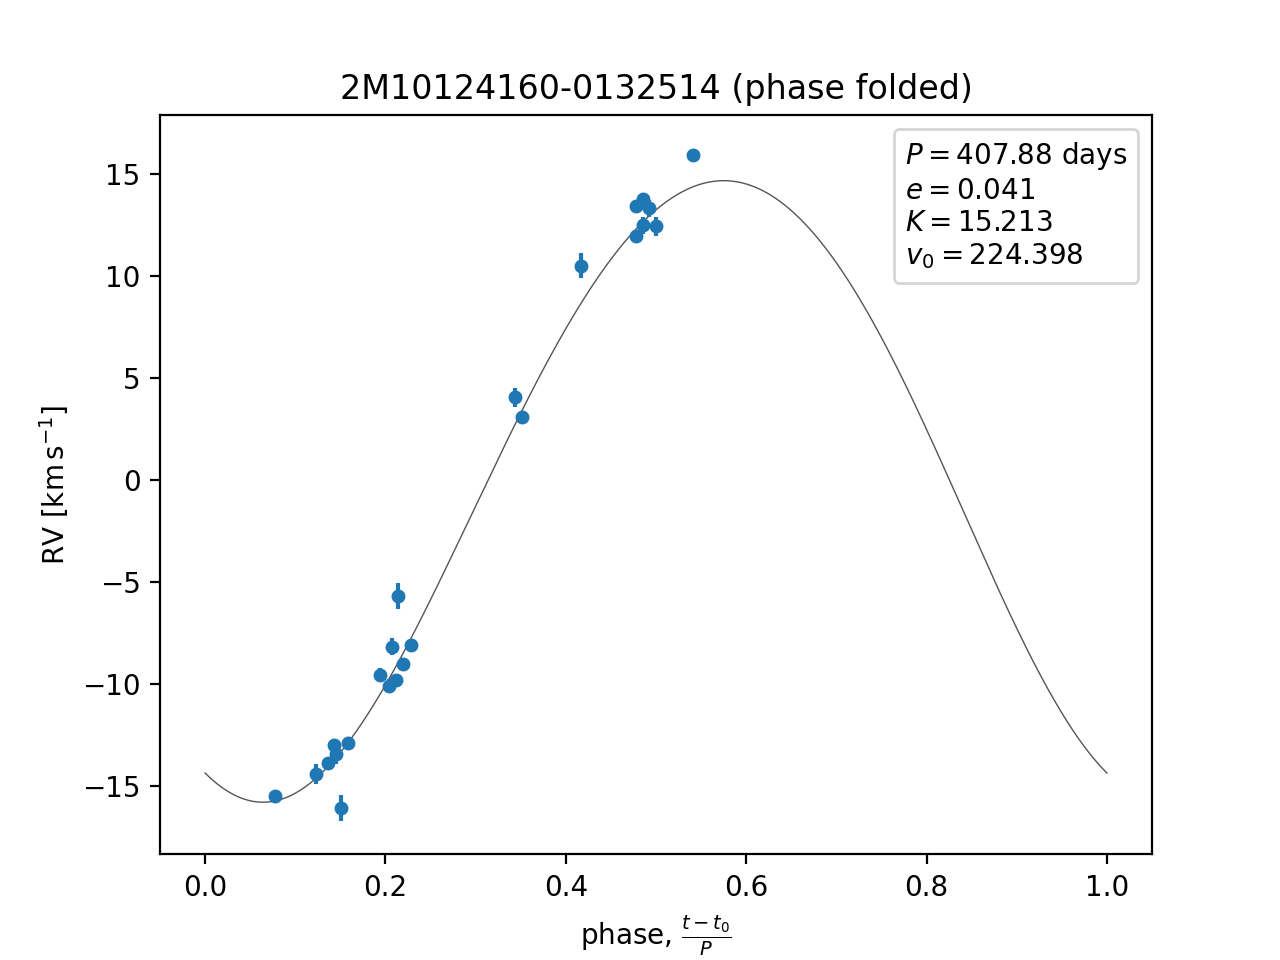 2M10124160-0132514 (phase folded)
P = 407.88 days
e = 0.041
K = 15.213
v₀ = 224.398
15
10
5
0
−5
−10
−15
RV [km s⁻¹]
0.0 0.2 0.4 0.6 0.8 1.0
phase, (t − t₀)/P